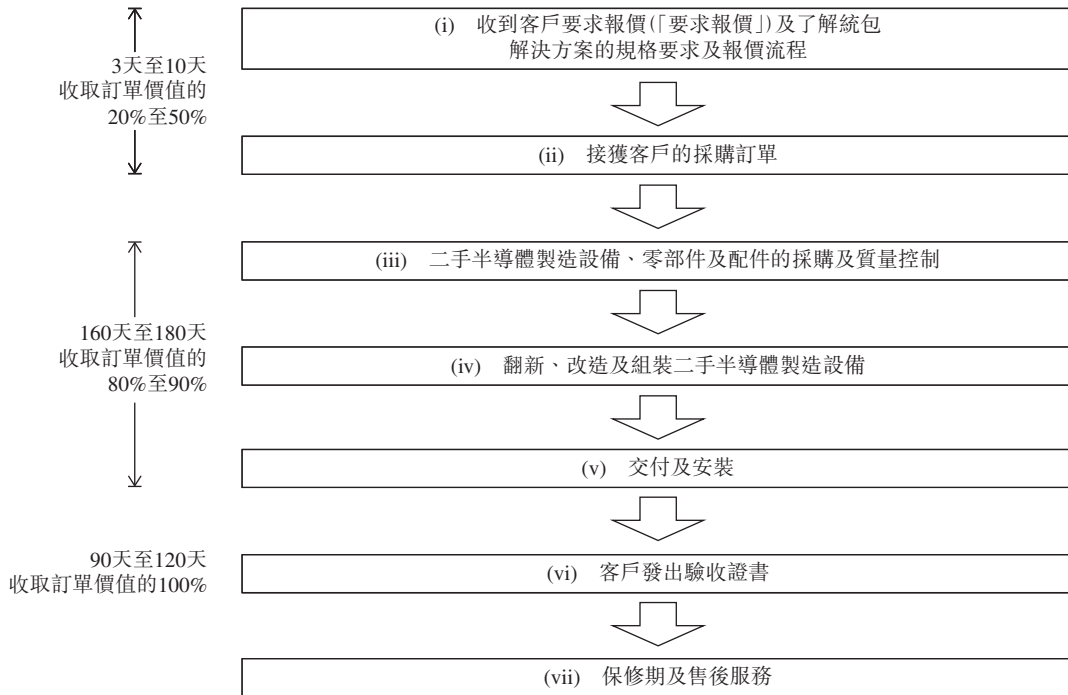 (i) 收到客戶要求報價(「要求報價」)及了解統包
解決方案的規格要求及報價流程
3天至10天
收取訂單價值的
20%至50%
(ii) 接獲客戶的採購訂單
(iii) 二手半導體製造設備、零部件及配件的採購及質量控制
160天至180天
收取訂單價值的
80%至90%
(iv) 翻新、改造及組裝二手半導體製造設備
(v) 交付及安裝
90天至120天
收取訂單價值的100%
(vi) 客戶發出驗收證書
(vii) 保修期及售後服務